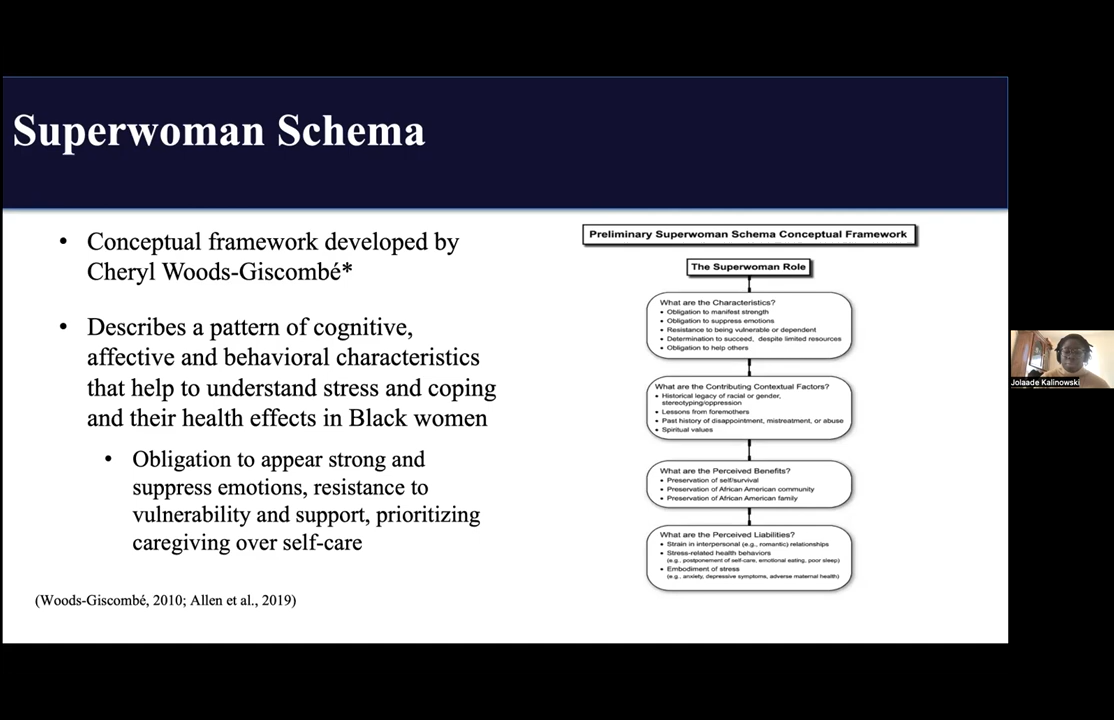 Superwoman Schema
• Conceptual framework developed by
Cheryl Woods-Giscombé*
• Describes a pattern of cognitive,
affective and behavioral characteristics
that help to understand stress and coping
and their health effects in Black women
• Obligation to appear strong and
suppress emotions, resistance to
vulnerability and support, prioritizing
caregiving over self-care
(Woods-Giscombé, 2010; Allen et al., 2019)
Preliminary Superwoman Schema Conceptual Framework
The Superwoman Role
What are the Characteristics?
• Obligation to manifest strength
• Obligation to suppress emotions
• Resistance to being vulnerable or dependent
• Determination to succeed, despite limited resources
• Obligation to help others
What are the Contributing Contextual Factors?
• Historical legacy of racial or gender,
stereotyping/oppression
• Lessons from foremothers
• Past history of disappointment, mistreatment, or abuse
• Spiritual values
What are the Perceived Benefits?
• Preservation of self/survival
• Preservation of African American community
• Preservation of African American family
What are the Perceived Liabilities?
• Strain in interpersonal (e.g., romantic) relationships
• Stress-related health behaviors
(e.g., postponement of self-care, emotional eating, poor sleep)
• Embodiment of stress
(e.g., anxiety, depressive symptoms, adverse maternal health)
Jolaade Kalinowski